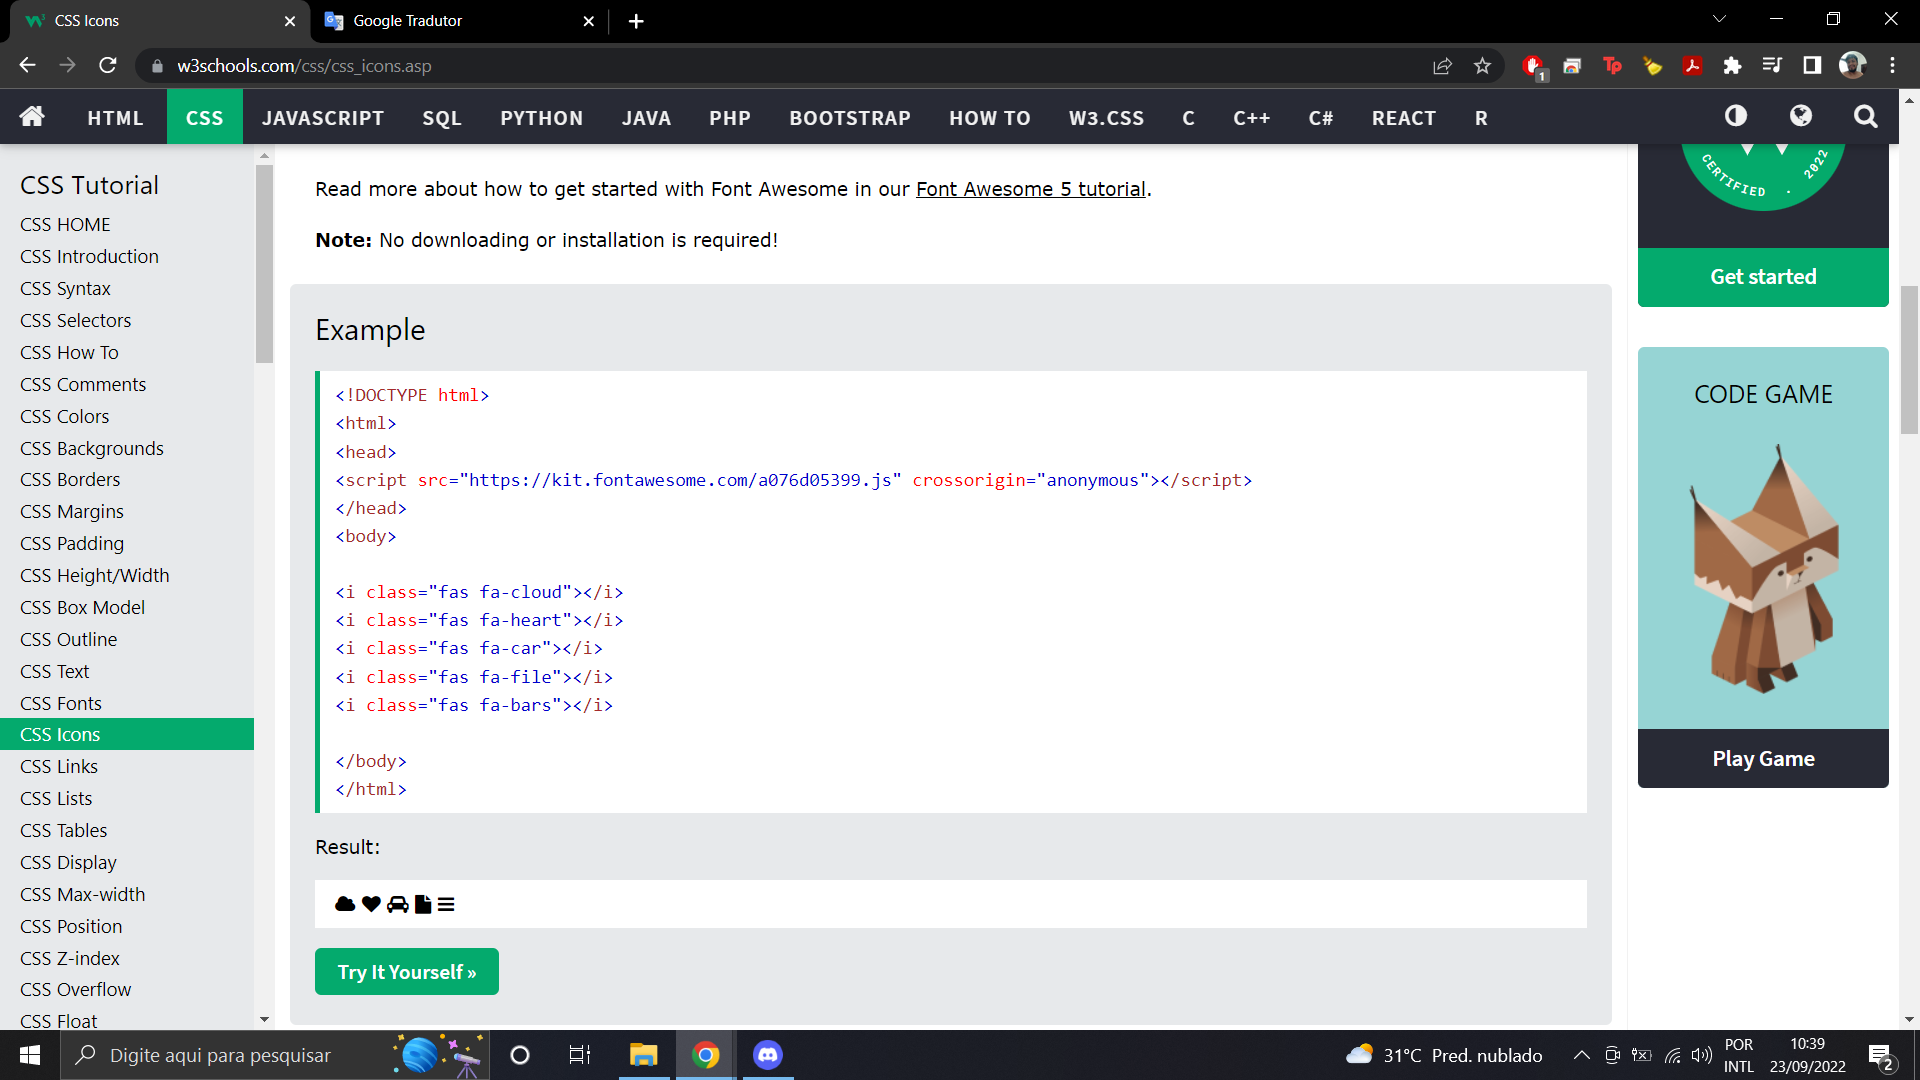 CSS Icons
Google Tradutor
w3schools.com/css/css_icons.asp
1
HTML CSS JAVASCRIPT SQL PYTHON JAVA PHP BOOTSTRAP HOW TO W3.CSS C C++ C# REACT R
CSS Tutorial
CSS HOME
CSS Introduction
CSS Syntax
CSS Selectors
CSS How To
CSS Comments
CSS Colors
CSS Backgrounds
CSS Borders
CSS Margins
CSS Padding
CSS Height/Width
CSS Box Model
CSS Outline
CSS Text
CSS Fonts
CSS Icons
CSS Links
CSS Lists
CSS Tables
CSS Display
CSS Max-width
CSS Position
CSS Z-index
CSS Overflow
CSS Float
Read more about how to get started with Font Awesome in our Font Awesome 5 tutorial.
Note: No downloading or installation is required!
Example
<!DOCTYPE html>
<html>
<head>
<script src="https://kit.fontawesome.com/a076d05399.js" crossorigin="anonymous"></script>
</head>
<body>
<i class="fas fa-cloud"></i>
<i class="fas fa-heart"></i>
<i class="fas fa-car"></i>
<i class="fas fa-file"></i>
<i class="fas fa-bars"></i>
</body>
</html>
Result:
Try It Yourself »
CERTIFIED . 2022
Get started
CODE GAME
Play Game
Digite aqui para pesquisar
31°C Pred. nublado
POR
INTL
10:39
23/09/2022
2